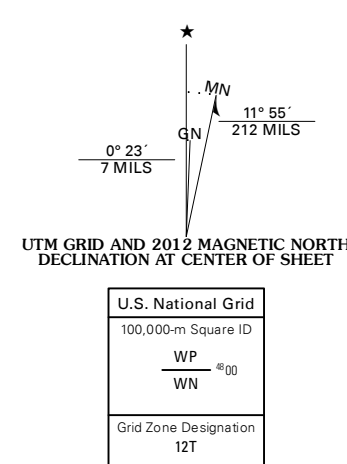 ★
MN
GN
11° 55´
212 MILS
0° 23´
7 MILS
UTM GRID AND 2012 MAGNETIC NORTH
DECLINATION AT CENTER OF SHEET
U.S. National Grid
100,000-m Square ID
WP
4800
WN
Grid Zone Designation
12T